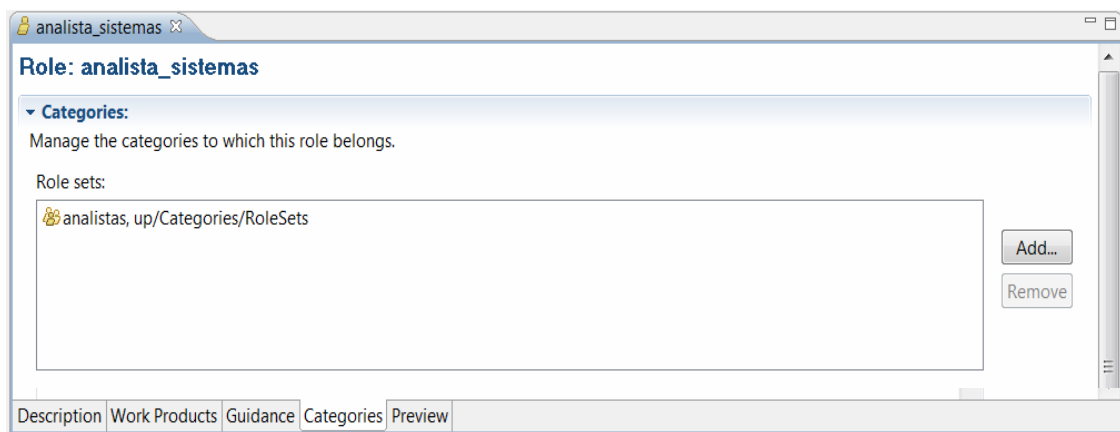 analista_sistemas
Role: analista_sistemas
Categories:
Manage the categories to which this role belongs.
Role sets:
analistas, up/Categories/RoleSets
Add...
Remove
Description Work Products Guidance Categories Preview